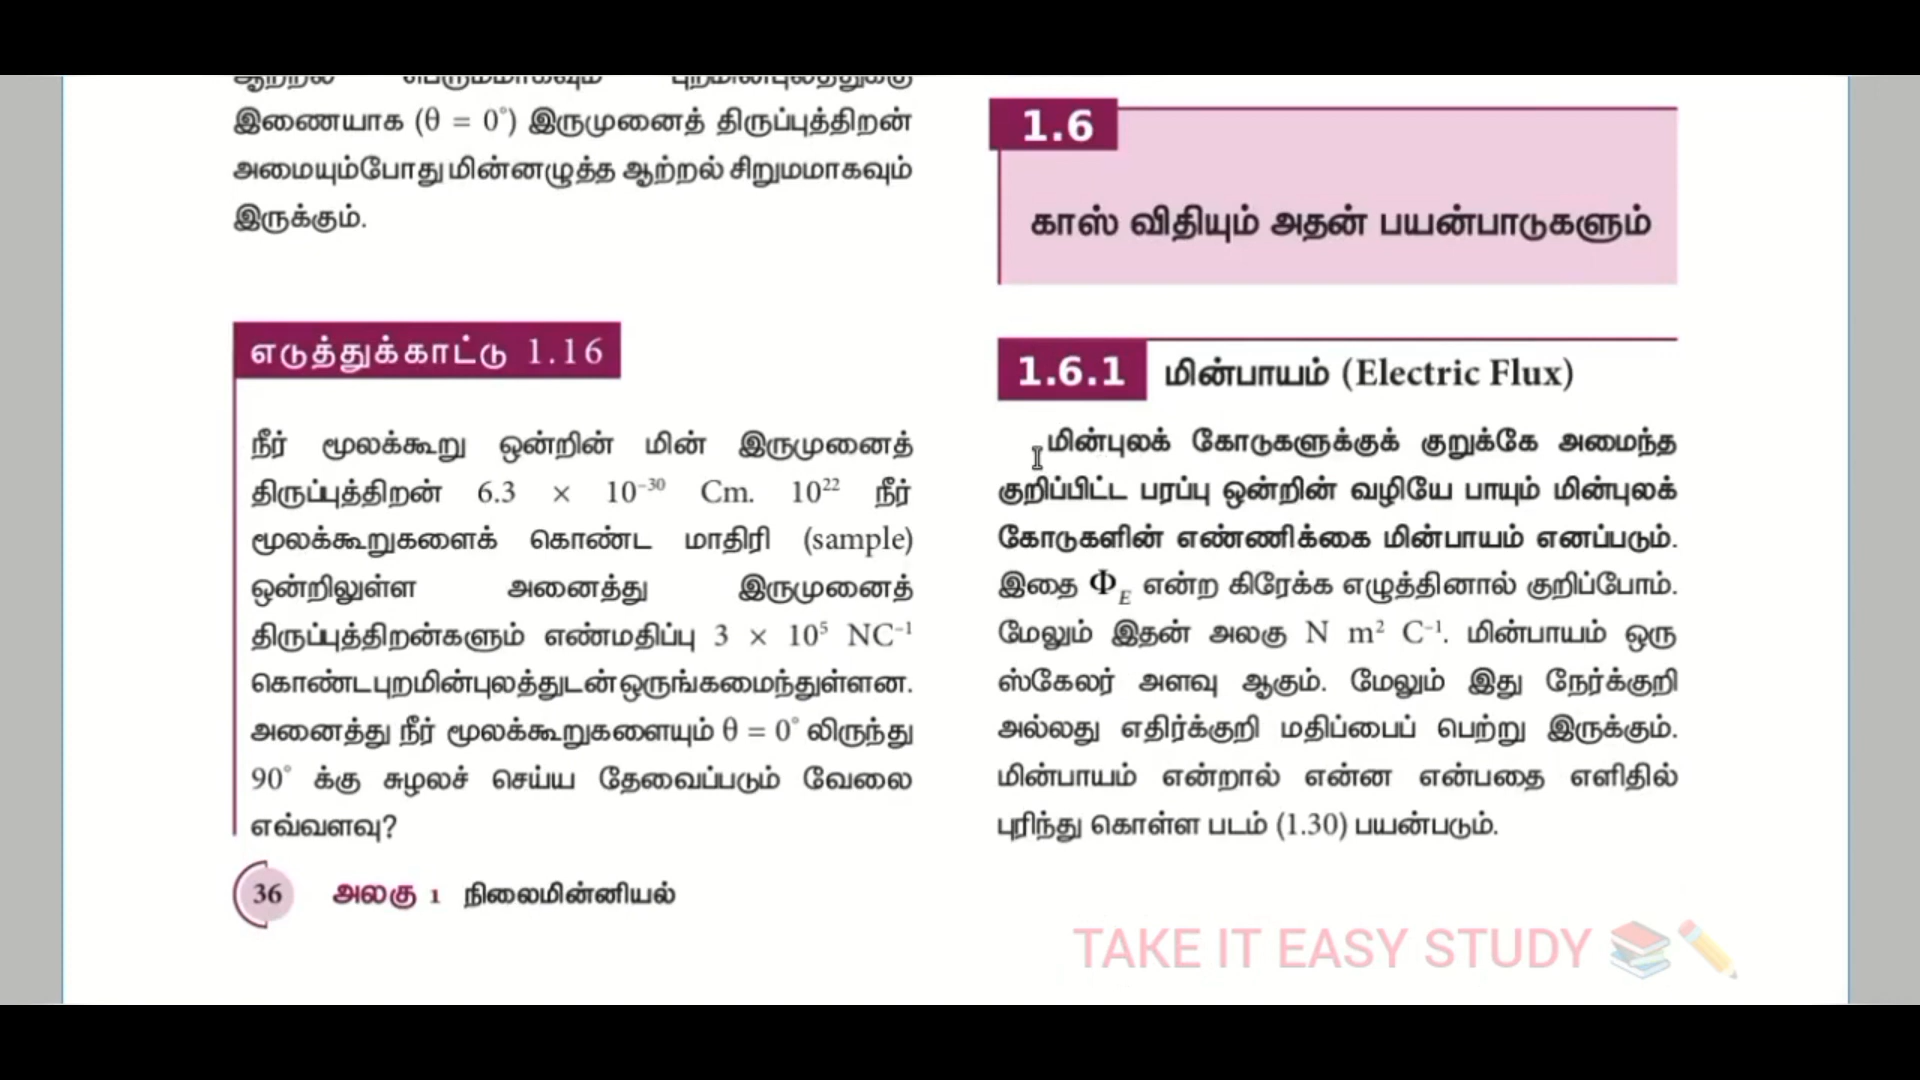 இணையாக (θ = 0°) இருமுனைத் திருப்புத்திறன்
அமையும்போது மின்னழுத்த ஆற்றல் சிறுமமாகவும்
இருக்கும்.
எடுத்துக்காட்டு 1.16
நீர் மூலக்கூறு ஒன்றின் மின் இருமுனைத்
திருப்புத்திறன் 6.3 × 10⁻³⁰ Cm. 10²² நீர்
மூலக்கூறுகளைக் கொண்ட மாதிரி (sample)
ஒன்றிலுள்ள அனைத்து இருமுனைத்
திருப்புத்திறன்களும் எண்மதிப்பு 3 × 10⁵ NC⁻¹
கொண்ட புறமின்புலத்துடன் ஒருங்கமைந்துள்ளன.
அனைத்து நீர் மூலக்கூறுகளையும் θ = 0° லிருந்து
90° க்கு சுழலச் செய்ய தேவைப்படும் வேலை
எவ்வளவு?
36 அலகு 1 நிலைமின்னியல்
1.6
காஸ் விதியும் அதன் பயன்பாடுகளும்
1.6.1 மின்பாயம் (Electric Flux)
மின்புலக் கோடுகளுக்குக் குறுக்கே அமைந்த
குறிப்பிட்ட பரப்பு ஒன்றின் வழியே பாயும் மின்புலக்
கோடுகளின் எண்ணிக்கை மின்பாயம் எனப்படும்.
இதை Φ_E என்ற கிரேக்க எழுத்தினால் குறிப்போம்.
மேலும் இதன் அலகு N m² C⁻¹. மின்பாயம் ஒரு
ஸ்கேலர் அளவு ஆகும். மேலும் இது நேர்க்குறி
அல்லது எதிர்க்குறி மதிப்பைப் பெற்று இருக்கும்.
மின்பாயம் என்றால் என்ன என்பதை எளிதில்
புரிந்து கொள்ள படம் (1.30) பயன்படும்.
TAKE IT EASY STUDY